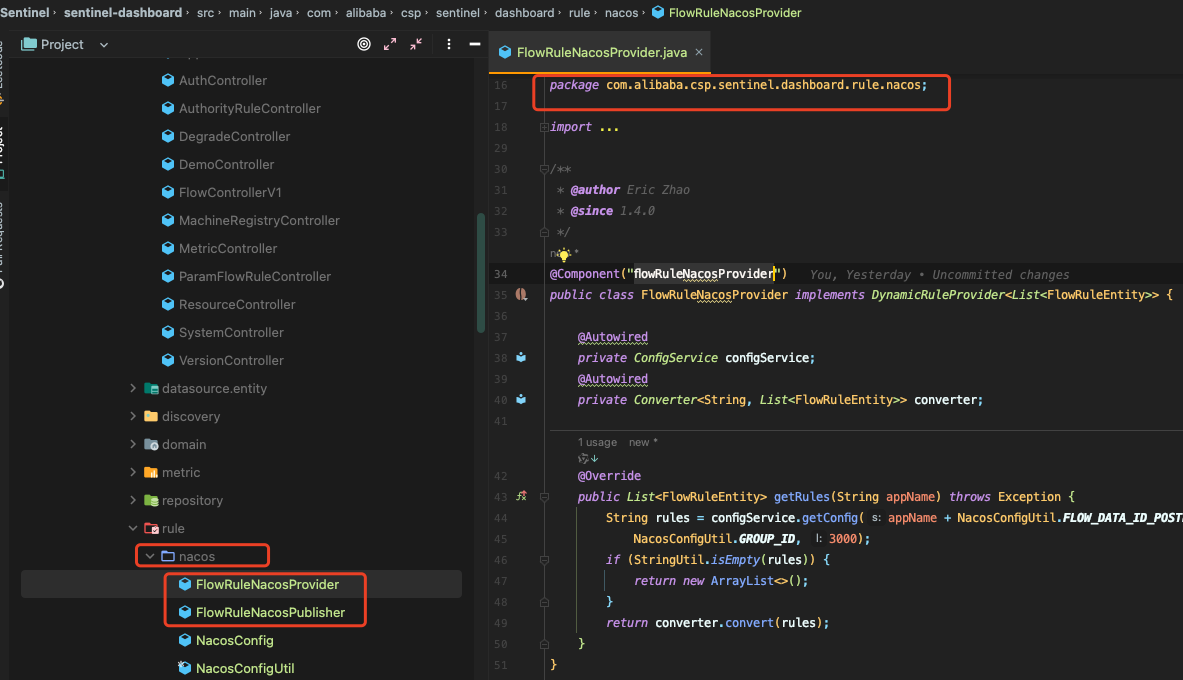 Sentinel › sentinel-dashboard › src › main › java › com › alibaba › csp › sentinel › dashboard › rule › nacos › FlowRuleNacosProvider
Project
AuthController
AuthorityRuleController
DegradeController
DemoController
FlowControllerV1
MachineRegistryController
MetricController
ParamFlowRuleController
ResourceController
SystemController
VersionController
datasource.entity
discovery
domain
metric
repository
rule
nacos
FlowRuleNacosProvider
FlowRuleNacosPublisher
NacosConfig
NacosConfigUtil
Project
FlowRuleNacosProvider.java ×
16 package com.alibaba.csp.sentinel.dashboard.rule.nacos;
17
18 import ...
29
30 /**
31 * @author Eric Zhao
32 * @since 1.4.0
33 */
34 @Component("flowRuleNacosProvider") You, Yesterday • Uncommitted changes
35 public class FlowRuleNacosProvider implements DynamicRuleProvider<List<FlowRuleEntity>> {
36
37 @Autowired
38 private ConfigService configService;
39 @Autowired
40 private Converter<String, List<FlowRuleEntity>> converter;
41
1 usage new *
42 @Override
43 public List<FlowRuleEntity> getRules(String appName) throws Exception {
44 String rules = configService.getConfig( s: appName + NacosConfigUtil.FLOW_DATA_ID_POST
45 NacosConfigUtil.GROUP_ID, l: 3000);
46 if (StringUtil.isEmpty(rules)) {
47 return new ArrayList<>();
48 }
49 return converter.convert(rules);
50 }
51 }